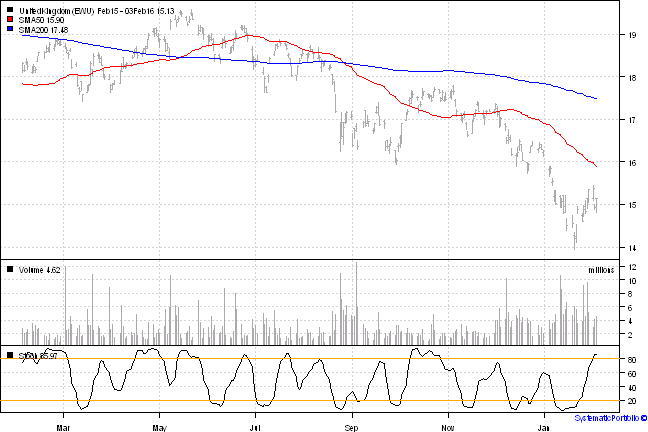 UnitedKingdom (EWU) Feb15 - 03Feb16 15.13
SMA50 15.90
SMA200 17.48
19
18
17
16
15
14
Volume 4.62
millions
12
10
8
6
4
2
80
60
40
20
Mar May Jul Sep Nov Jan
SystematicPortfolio ©